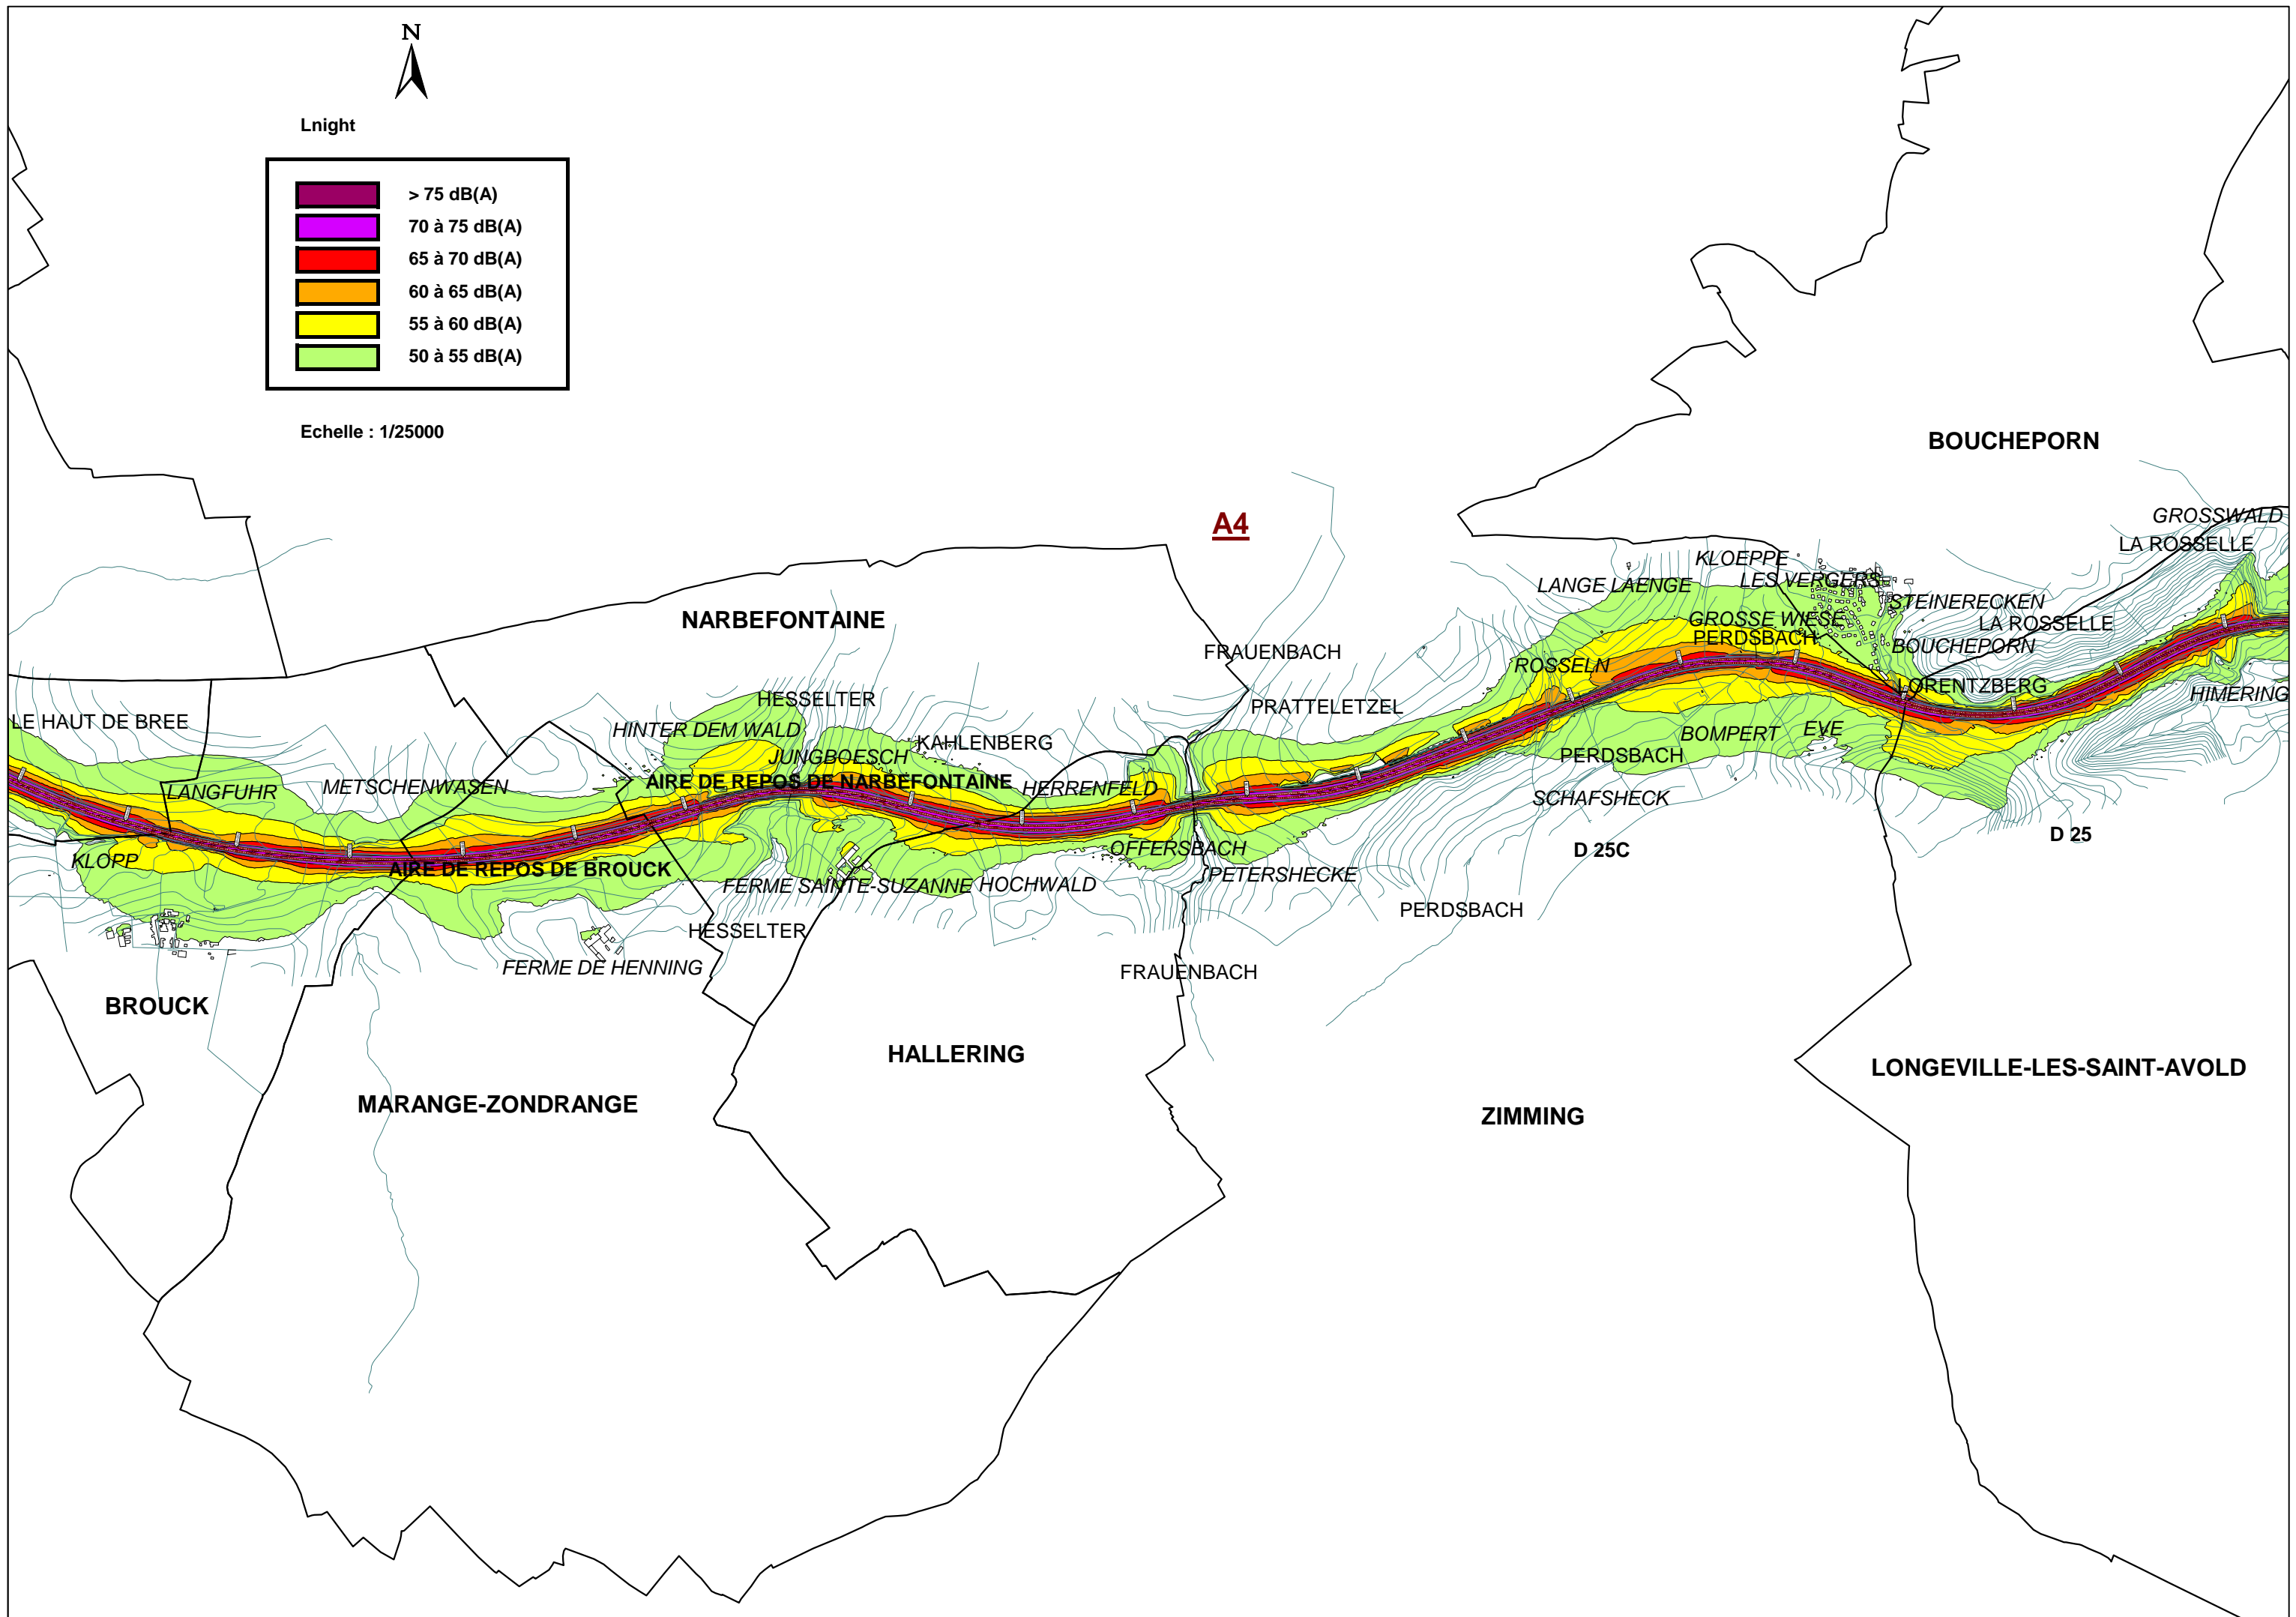 N
Lnight
> 75 dB(A)
70 à 75 dB(A)
65 à 70 dB(A)
60 à 65 dB(A)
55 à 60 dB(A)
50 à 55 dB(A)
Echelle : 1/25000
BOUCHEPORN
A4
GROSSWALD
LA ROSSELLE
KLOEPPE
LANGE LAENGE
LES VERGERS
STEINERECKEN
NARBEFONTAINE
GROSSE WIESE
LA ROSSELLE
PERDSBACH
BOUCHEPORN
FRAUENBACH
ROSSELN
LORENTZBERG
HIMERING
HESSELTER
PRATTELETZEL
LE HAUT DE BREE
HINTER DEM WALD
KAHLENBERG
BOMPERT
EVE
JUNGBOESCH
PERDSBACH
AIRE DE REPOS DE NARBEFONTAINE
METSCHENWASEN
LANGFUHR
HERRENFELD
SCHAFSHECK
D 25
OFFERSBACH
D 25C
KLOPP
AIRE DE REPOS DE BROUCK
PETERSHECKE
FERME SAINTE-SUZANNE
HOCHWALD
PERDSBACH
HESSELTER
FERME DE HENNING
FRAUENBACH
BROUCK
HALLERING
LONGEVILLE-LES-SAINT-AVOLD
MARANGE-ZONDRANGE
ZIMMING